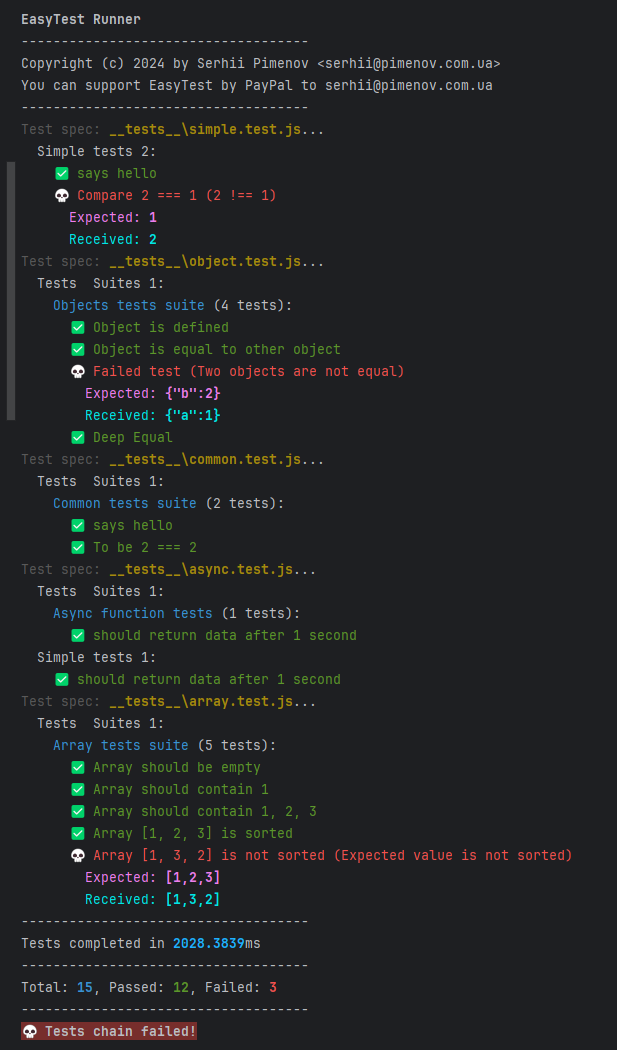 EasyTest Runner
------------------------------------
Copyright (c) 2024 by Serhii Pimenov <serhii@pimenov.com.ua>
You can support EasyTest by PayPal to serhii@pimenov.com.ua
------------------------------------
Test spec: __tests__\simple.test.js...
Simple tests 2:
✅ says hello
💀 Compare 2 === 1 (2 !== 1)
Expected: 1
Received: 2
Test spec: __tests__\object.test.js...
Tests  Suites 1:
Objects tests suite (4 tests):
✅ Object is defined
✅ Object is equal to other object
💀 Failed test (Two objects are not equal)
Expected: {"b":2}
Received: {"a":1}
✅ Deep Equal
Test spec: __tests__\common.test.js...
Tests  Suites 1:
Common tests suite (2 tests):
✅ says hello
✅ To be 2 === 2
Test spec: __tests__\async.test.js...
Tests  Suites 1:
Async function tests (1 tests):
✅ should return data after 1 second
Simple tests 1:
✅ should return data after 1 second
Test spec: __tests__\array.test.js...
Tests  Suites 1:
Array tests suite (5 tests):
✅ Array should be empty
✅ Array should contain 1
✅ Array should contain 1, 2, 3
✅ Array [1, 2, 3] is sorted
💀 Array [1, 3, 2] is not sorted (Expected value is not sorted)
Expected: [1,2,3]
Received: [1,3,2]
------------------------------------
Tests completed in 2028.3839ms
------------------------------------
Total: 15, Passed: 12, Failed: 3
------------------------------------
💀 Tests chain failed!